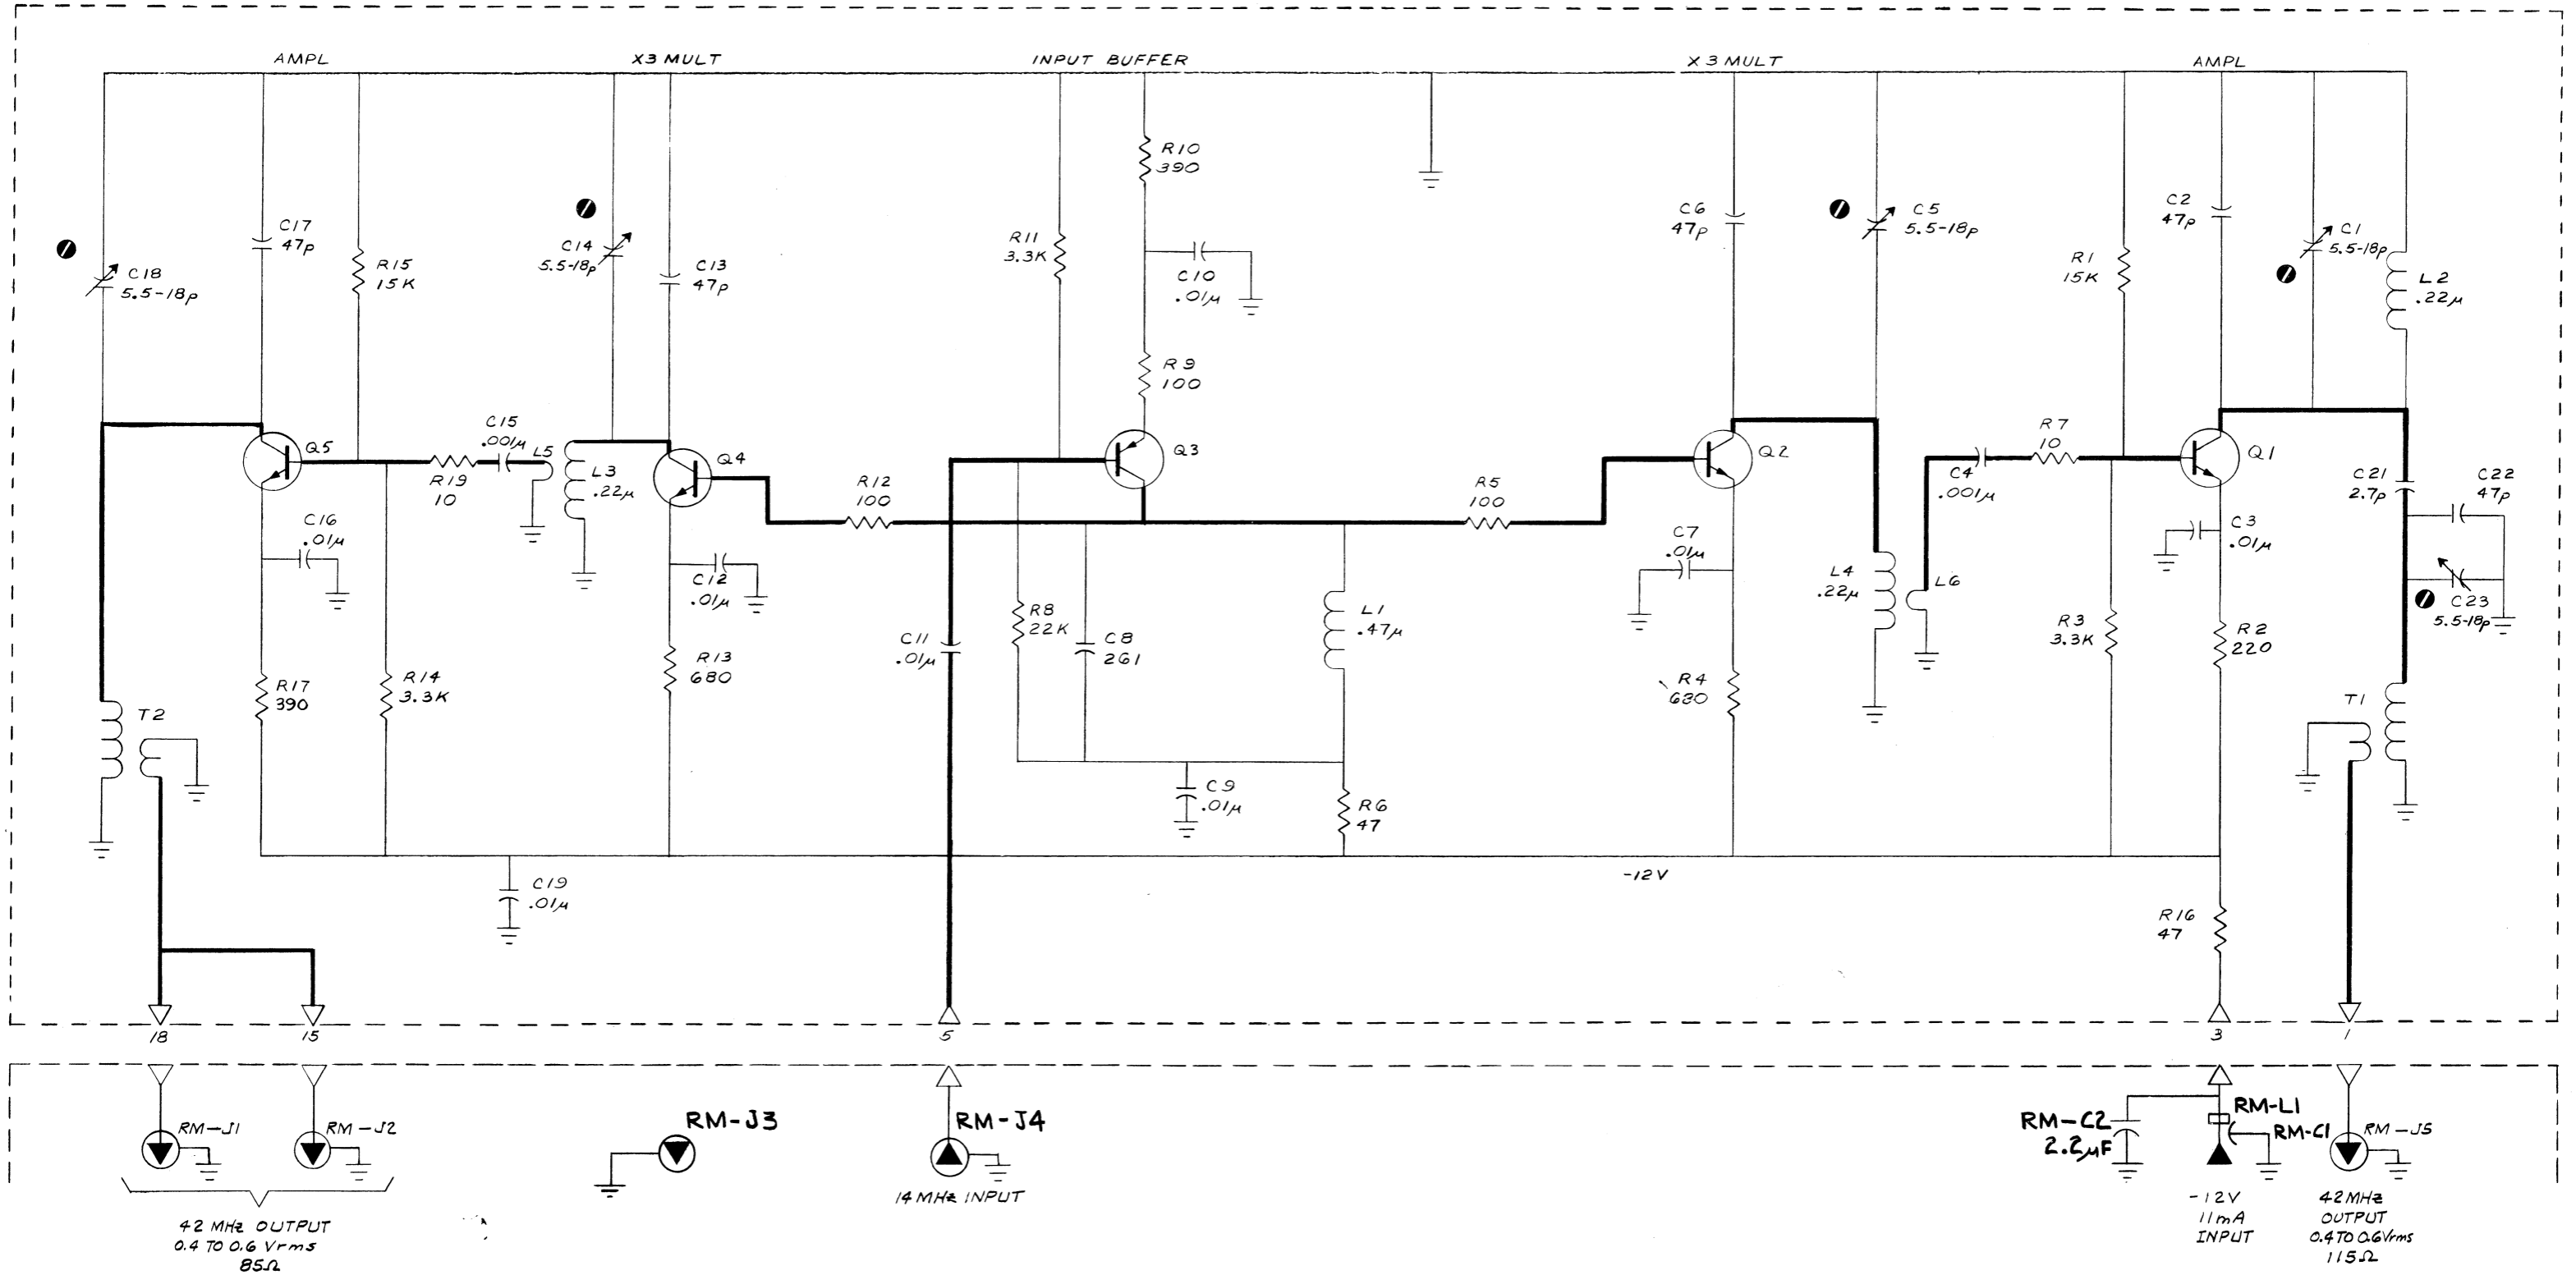 AMPL
X3 MULT
INPUT BUFFER
X3 MULT
AMPL
C18
5.5-18p
C17
47p
R15
15K
C14
5.5-18p
C13
47p
R11
3.3K
R10
390
C10
.01µ
R9
100
C6
47p
C5
5.5-18p
R1
15K
C2
47p
C1
5.5-18p
L2
.22µ
Q5
R19
10
C15
.001µ
L5
L3
.22µ
Q4
R12
100
Q3
R5
100
Q2
C4
.001µ
R7
10
Q1
C21
2.7p
C22
47p
C16
.01µ
C12
.01µ
C7
.01µ
C3
.01µ
C23
5.5-18p
T2
R17
390
R14
3.3K
R13
680
C11
.01µ
R8
22K
C8
261
L1
.47µ
R4
680
L4
.22µ
L6
R3
3.3K
R2
220
T1
C9
.01µ
R6
47
C19
.01µ
-12V
R16
47
18
15
5
3
1
RM-J1
RM-J2
RM-J3
RM-J4
RM-C2
2.2µF
RM-L1
RM-C1
RM-J5
42 MHz OUTPUT
0.4 TO 0.6 Vrms
85Ω
14 MHz INPUT
-12V
11mA
INPUT
42 MHz
OUTPUT
0.4 TO 0.6 Vrms
115Ω